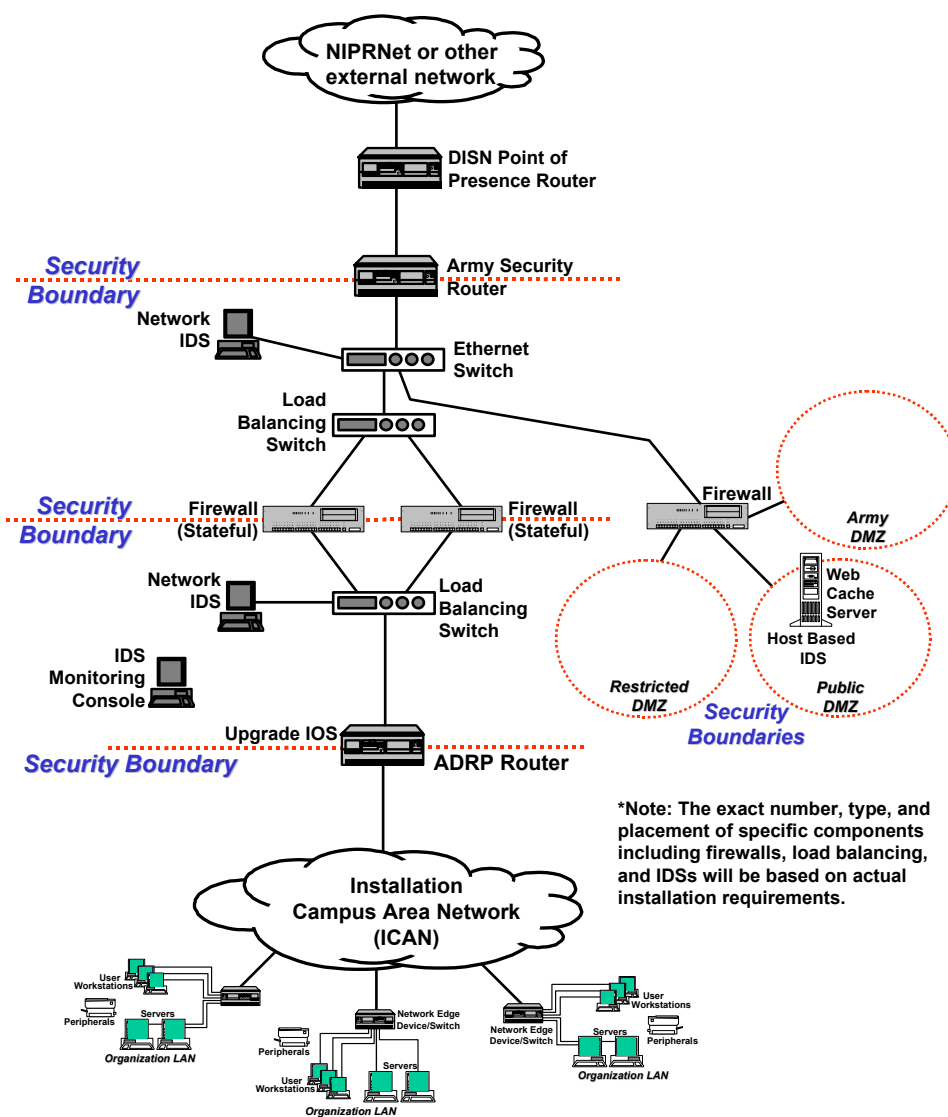 NIPRNet or other
external network
DISN Point of
Presence Router
Security
Boundary
Army Security
Router
Network
IDS
Ethernet
Switch
Load
Balancing
Switch
Security
Boundary
Firewall
(Stateful)
Firewall
(Stateful)
Firewall
Army
DMZ
Network
IDS
Load
Balancing
Switch
Web
Cache
Server
Host Based
IDS
IDS
Monitoring
Console
Restricted
DMZ
Public
DMZ
Security
Boundaries
Upgrade IOS
Security Boundary
ADRP Router
*Note: The exact number, type, and
placement of specific components
including firewalls, load balancing,
and IDSs will be based on actual
installation requirements.
Installation
Campus Area Network
(ICAN)
User
Workstations
Peripherals
Servers
Organization LAN
Network Edge
Device/Switch
Peripherals
User
Workstations
Servers
Organization LAN
Network Edge
Device/Switch
User
Workstations
Servers
Peripherals
Organization LAN